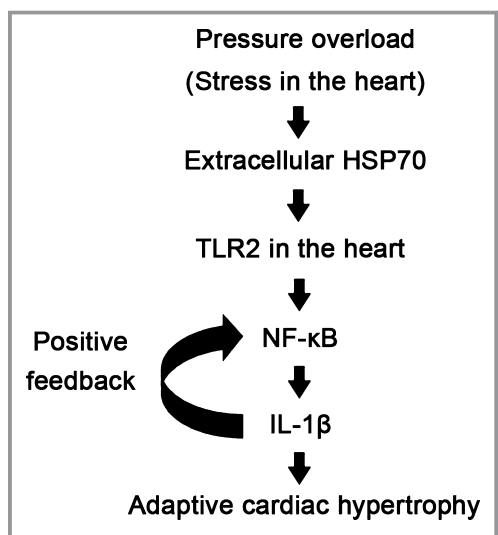 Pressure overload
(Stress in the heart)
Extracellular HSP70
TLR2 in the heart
NF-κB
Positive
feedback
IL-1β
Adaptive cardiac hypertrophy